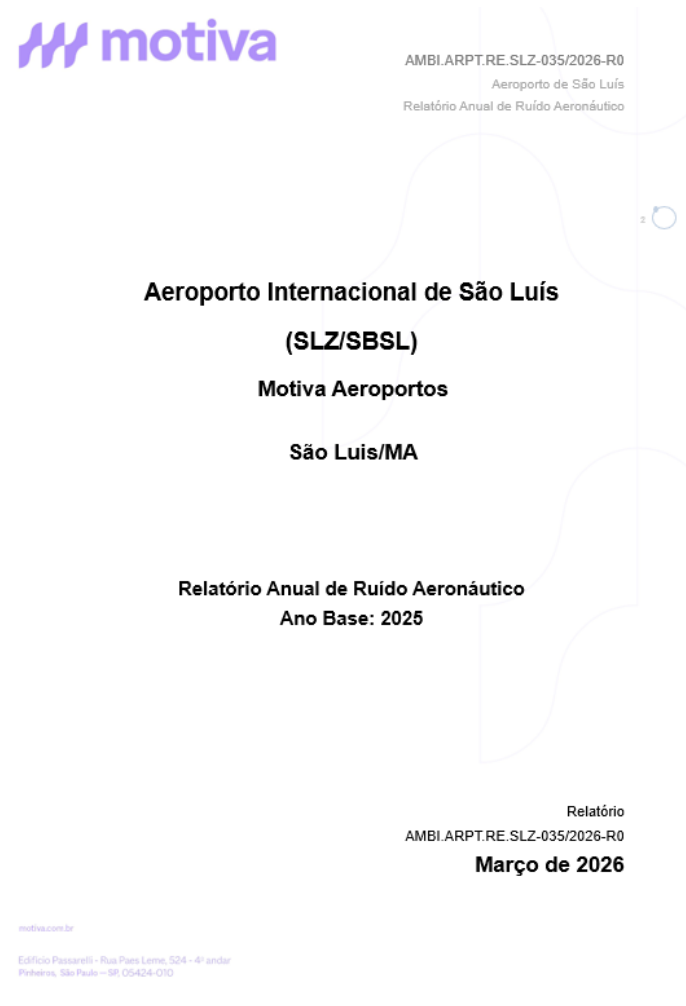 motiva
AMBI.ARPT.RE.SLZ-035/2026-R0
Aeroporto de São Luís
Relatório Anual de Ruído Aeronáutico
2
Aeroporto Internacional de São Luís
(SLZ/SBSL)
Motiva Aeroportos
São Luis/MA
Relatório Anual de Ruído Aeronáutico
Ano Base: 2025
Relatório
AMBI.ARPT.RE.SLZ-035/2026-R0
Março de 2026
motiva.com.br
Edifício Passarelli - Rua Paes Leme, 524 - 4º andar
Pinheiros, São Paulo – SP, 05424-010